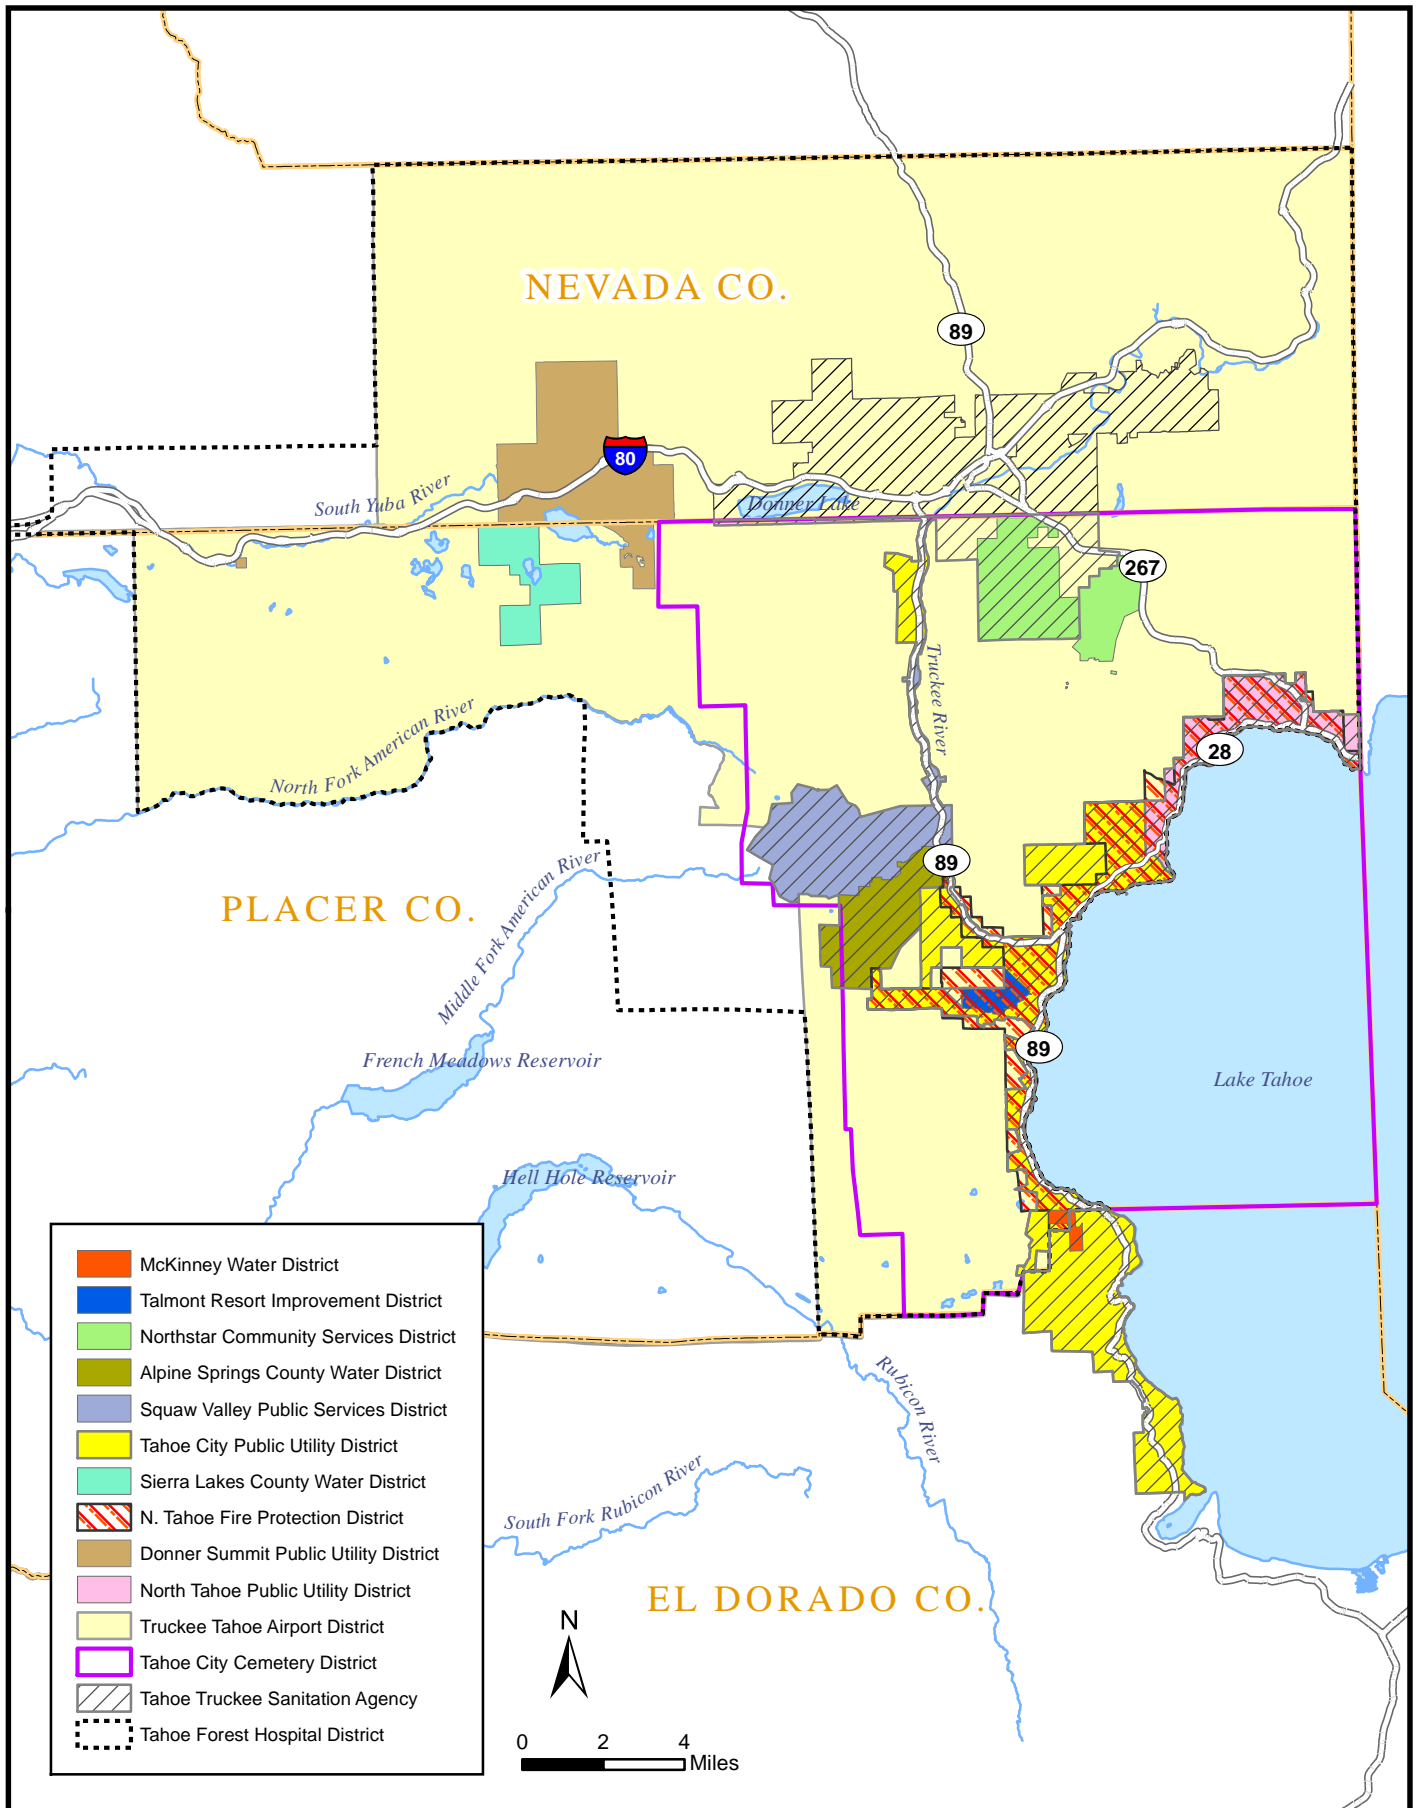 NEVADA CO.
89
80
South Yuba River
Donner Lake
267
Truckee River
North Fork American River
28
89
Middle Fork American River
PLACER CO.
89
French Meadows Reservoir
Lake Tahoe
Hell Hole Reservoir
McKinney Water District
Talmont Resort Improvement District
Northstar Community Services District
Alpine Springs County Water District
Squaw Valley Public Services District
Tahoe City Public Utility District
Sierra Lakes County Water District
N. Tahoe Fire Protection District
Donner Summit Public Utility District
North Tahoe Public Utility District
Truckee Tahoe Airport District
Tahoe City Cemetery District
Tahoe Truckee Sanitation Agency
Tahoe Forest Hospital District
Rubicon River
South Fork Rubicon River
EL DORADO CO.
N
0 2 4
Miles